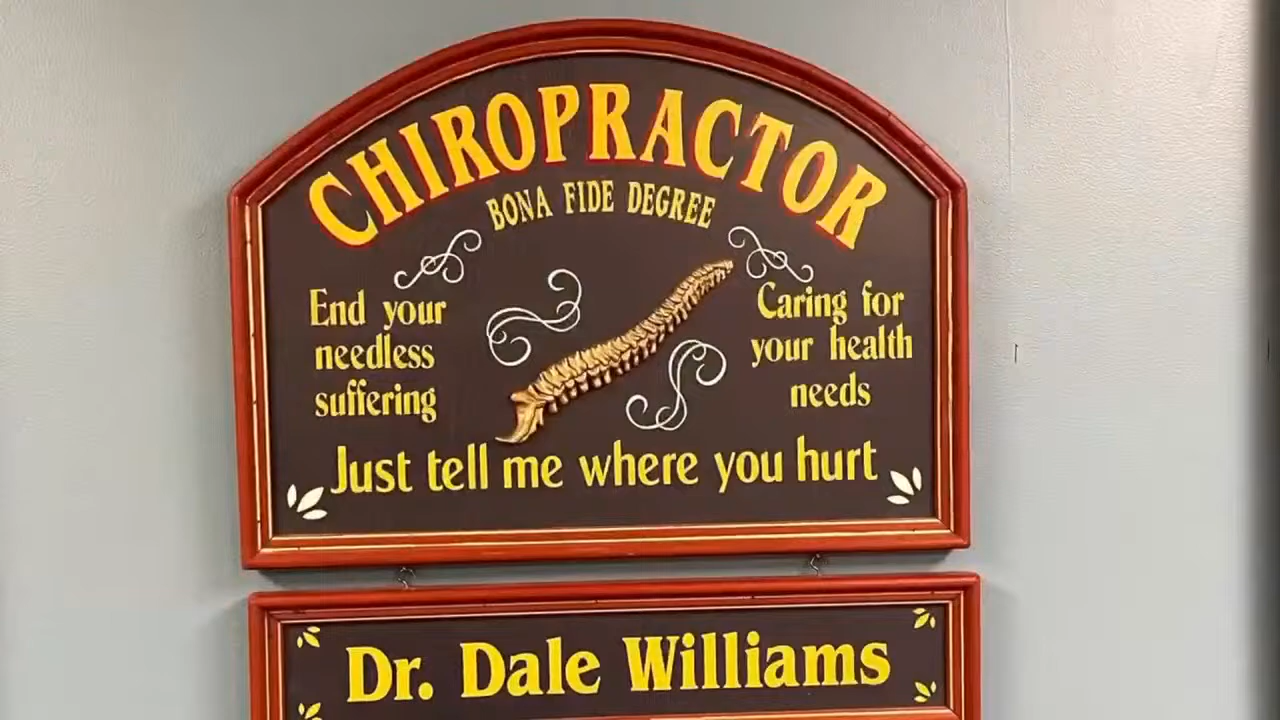 CHIROPRACTOR
BONA FIDE DEGREE
End your
needless
suffering
Caring for
your health
needs
Just tell me where you hurt
Dr. Dale Williams